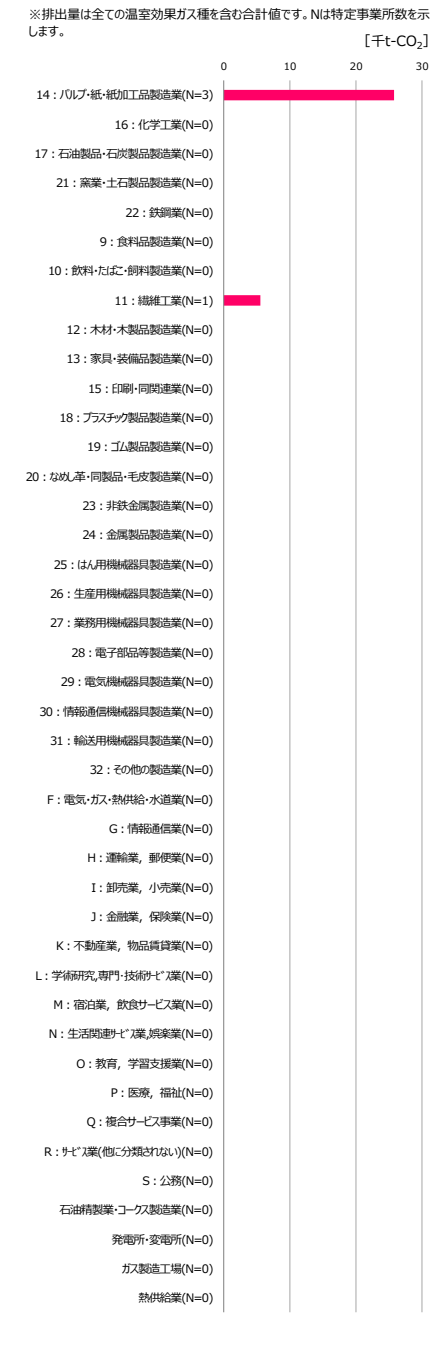 ※排出量は全ての温室効果ガス種を含む合計値です。Nは特定事業所数を示
します。
[千t-CO₂]
0 10 20 30
14：パルプ・紙・紙加工品製造業(N=3)
16：化学工業(N=0)
17：石油製品・石炭製品製造業(N=0)
21：窯業・土石製品製造業(N=0)
22：鉄鋼業(N=0)
9：食料品製造業(N=0)
10：飲料・たばこ・飼料製造業(N=0)
11：繊維工業(N=1)
12：木材・木製品製造業(N=0)
13：家具・装備品製造業(N=0)
15：印刷・同関連業(N=0)
18：プラスチック製品製造業(N=0)
19：ゴム製品製造業(N=0)
20：なめし革・同製品・毛皮製造業(N=0)
23：非鉄金属製造業(N=0)
24：金属製品製造業(N=0)
25：はん用機械器具製造業(N=0)
26：生産用機械器具製造業(N=0)
27：業務用機械器具製造業(N=0)
28：電子部品等製造業(N=0)
29：電気機械器具製造業(N=0)
30：情報通信機械器具製造業(N=0)
31：輸送用機械器具製造業(N=0)
32：その他の製造業(N=0)
F：電気・ガス・熱供給・水道業(N=0)
G：情報通信業(N=0)
H：運輸業，郵便業(N=0)
I：卸売業，小売業(N=0)
J：金融業，保険業(N=0)
K：不動産業，物品賃貸業(N=0)
L：学術研究,専門・技術ｻｰﾋﾞｽ業(N=0)
M：宿泊業，飲食サービス業(N=0)
N：生活関連ｻｰﾋﾞｽ業,娯楽業(N=0)
O：教育，学習支援業(N=0)
P：医療，福祉(N=0)
Q：複合サービス事業(N=0)
R：ｻｰﾋﾞｽ業(他に分類されない)(N=0)
S：公務(N=0)
石油精製業・コークス製造業(N=0)
発電所・変電所(N=0)
ガス製造工場(N=0)
熱供給業(N=0)